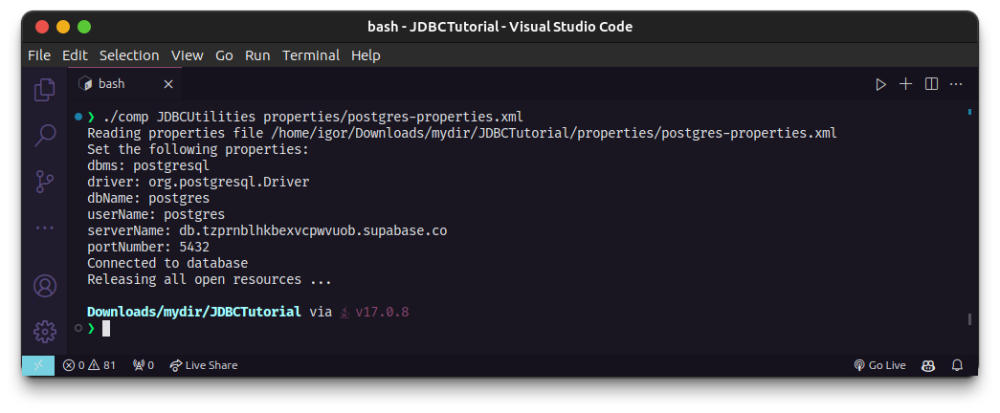 bash - JDBCTutorial - Visual Studio Code
File Edit Selection View Go Run Terminal Help
bash
❯ ./comp JDBCUtilities properties/postgres-properties.xml
Reading properties file /home/igor/Downloads/mydir/JDBCTutorial/properties/postgres-properties.xml
Set the following properties:
dbms: postgresql
driver: org.postgresql.Driver
dbName: postgres
userName: postgres
serverName: db.tzprnblhkbexvcpwvuob.supabase.co
portNumber: 5432
Connected to database
Releasing all open resources ...
Downloads/mydir/JDBCTutorial via v17.0.8
❯
0 81 0 Live Share Go Live